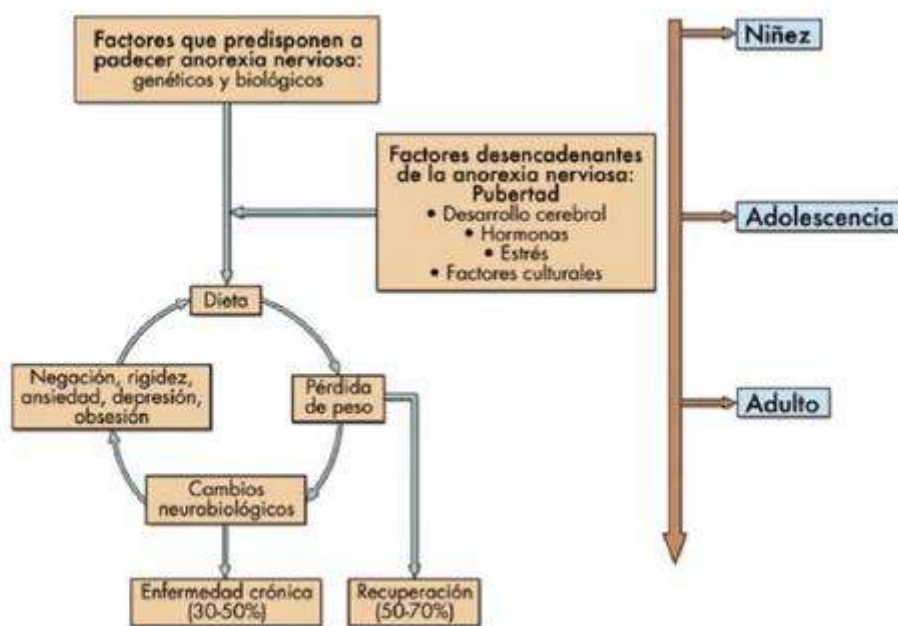 Factores que predisponen a
padecer anorexia nerviosa:
genéticos y biológicos
Niñez
Factores desencadenantes
de la anorexia nerviosa:
Pubertad
• Desarrollo cerebral
• Hormonas
• Estrés
• Factores culturales
Adolescencia
Dieta
Negación, rigidez,
ansiedad, depresión,
obsesión
Pérdida
de peso
Adulto
Cambios
neurobiológicos
Enfermedad crónica
(30-50%)
Recuperación
(50-70%)